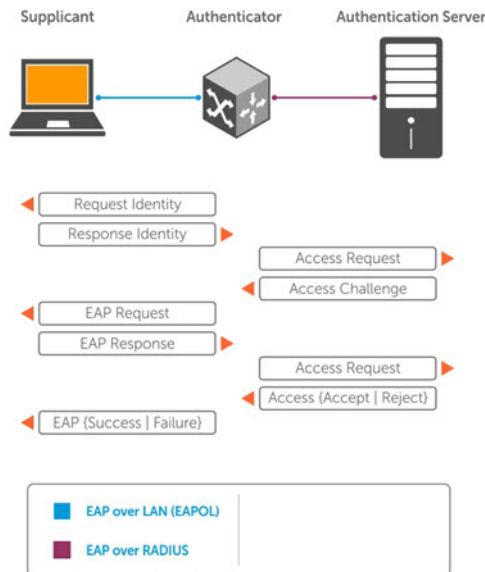 Supplicant
Authenticator
Authentication Server
Request Identity
Response Identity
Access Request
Access Challenge
EAP Request
EAP Response
Access Request
Access {Accept | Reject}
EAP {Success | Failure}
EAP over LAN (EAPOL)
EAP over RADIUS